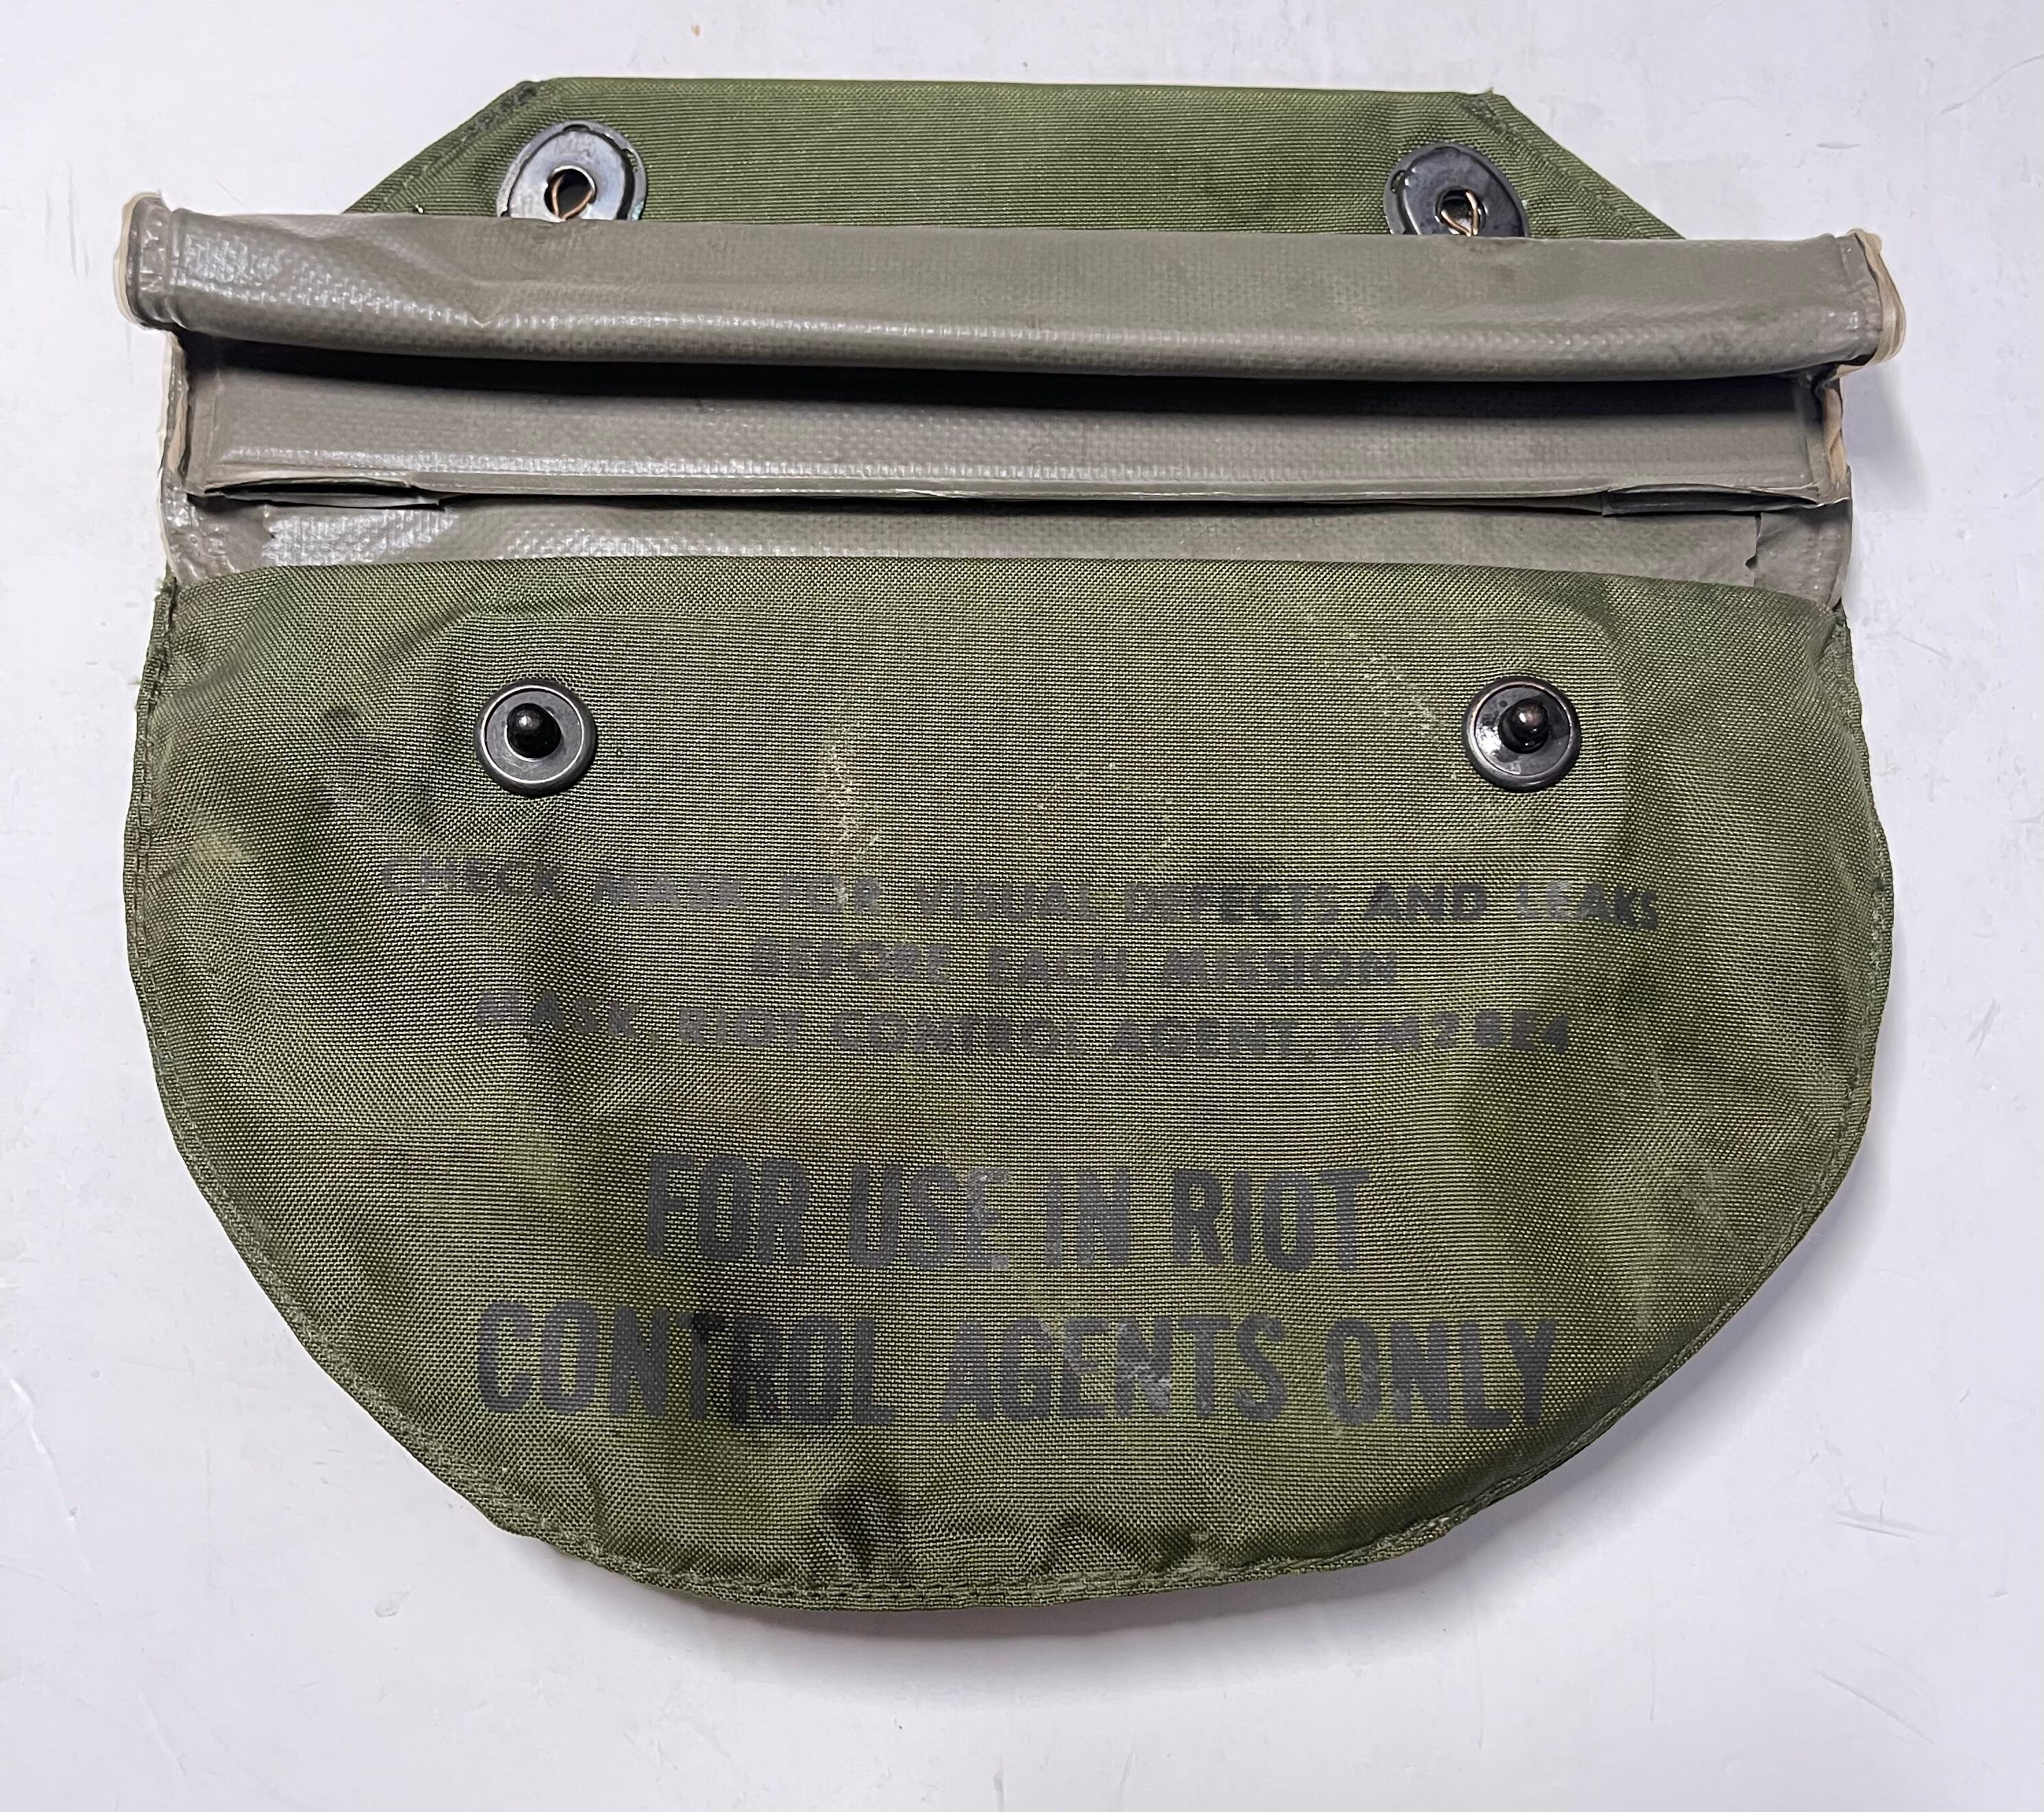 CHECK MASK FOR VISUAL DEFECTS AND LEAKS
BEFORE EACH MISSION
MASK, RIOT CONTROL AGENT, XM28E4
FOR USE IN RIOT
CONTROL AGENTS ONLY